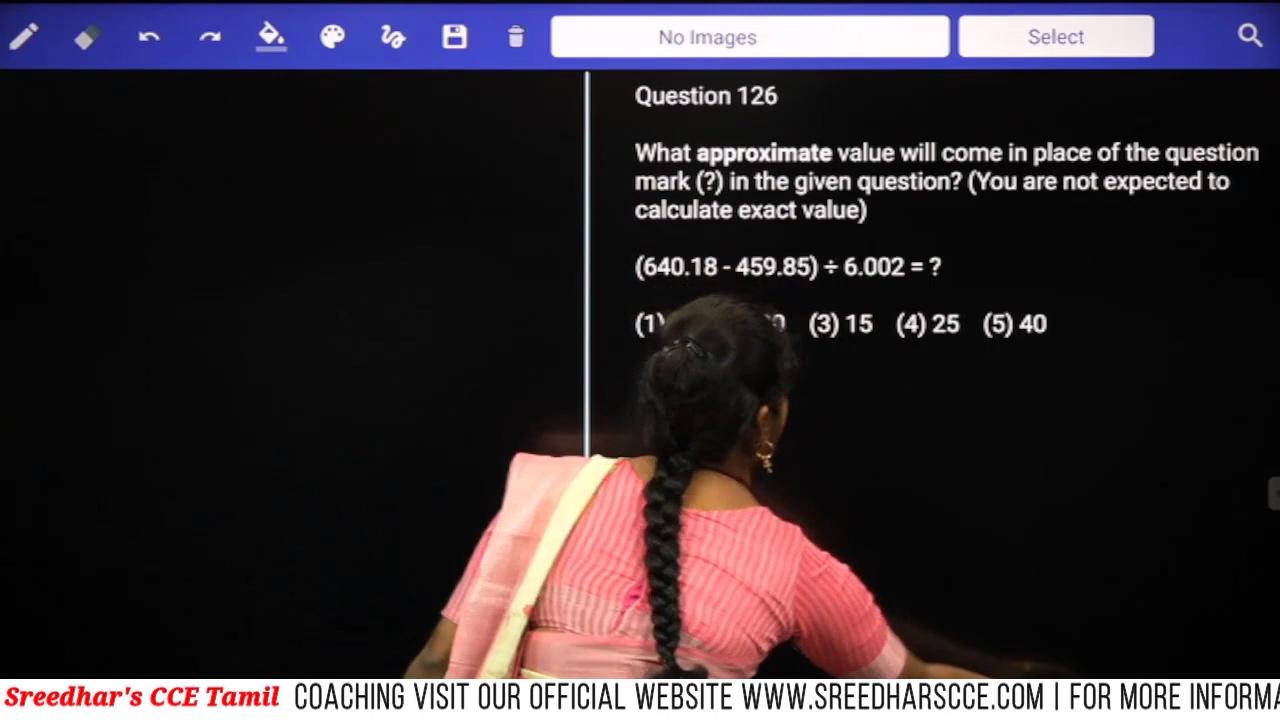 No Images
Select
Question 126
What approximate value will come in place of the question
mark (?) in the given question? (You are not expected to
calculate exact value)
(640.18 - 459.85) ÷ 6.002 = ?
(1) (3) 15 (4) 25 (5) 40
Sreedhar's CCE Tamil COACHING VISIT OUR OFFICIAL WEBSITE WWW.SREEDHARSCCE.COM | FOR MORE INFORMA